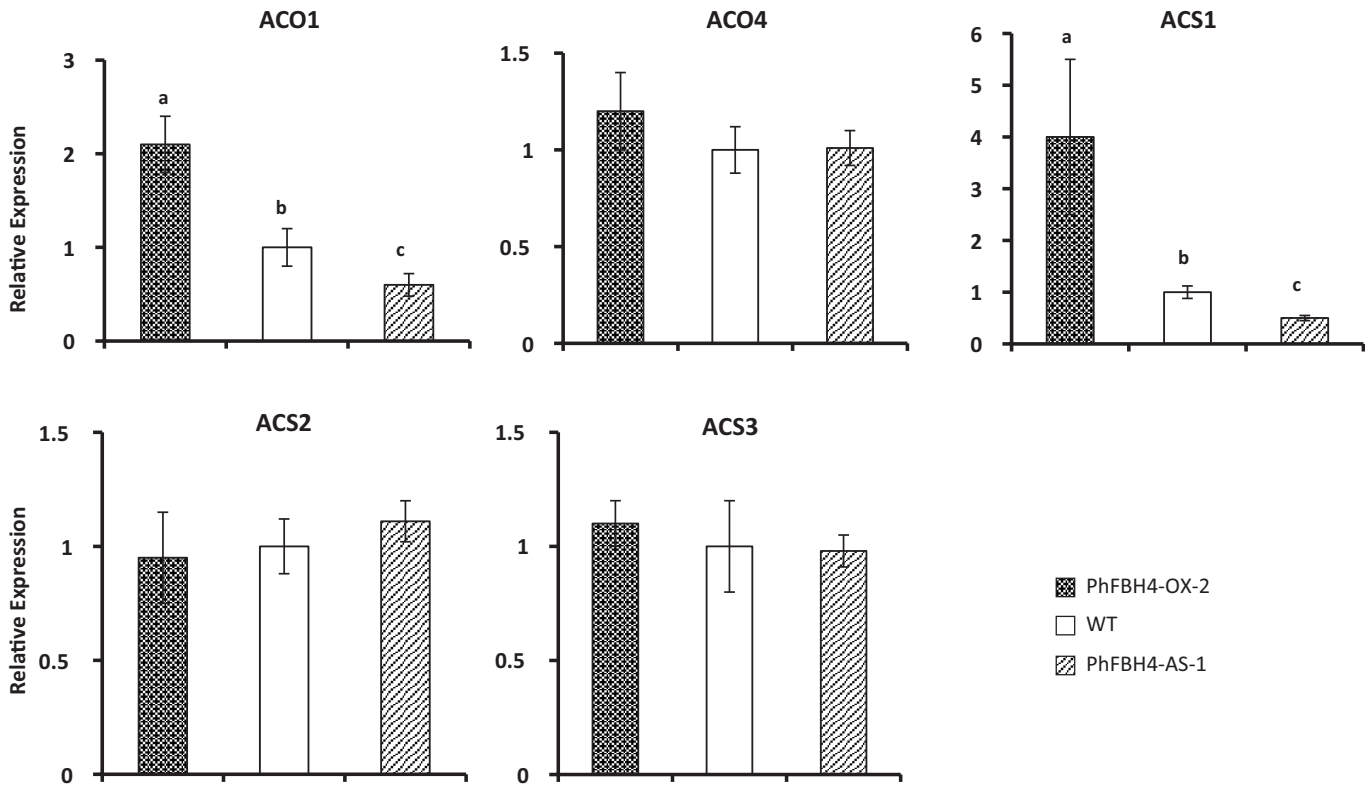 ACO1
Relative Expression
3
2
1
0
a
b
c
ACO4
1.5
1
0.5
0
ACS1
6
5
4
3
2
1
0
a
b
c
ACS2
Relative Expression
1.5
1
0.5
0
ACS3
1.5
1
0.5
0
PhFBH4-OX-2
WT
PhFBH4-AS-1